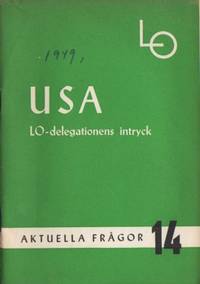 LO
1949,
USA
LO-delegationens intryck
AKTUELLA FRÅGOR 14